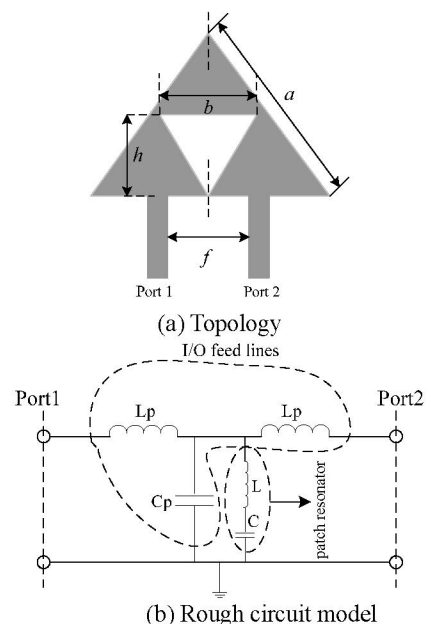 a
b
h
f
Port 1 Port 2
(a) Topology
I/O feed lines
Port1 Port2
Lp Lp
Cp
L
C
patch resonator
(b) Rough circuit model